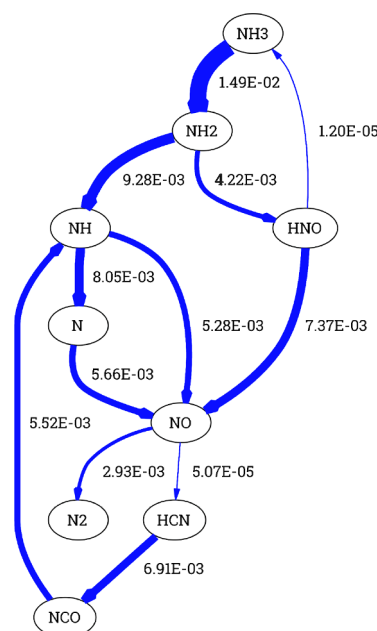 NH3
1.49E-02
NH2
1.20E-05
9.28E-03
4.22E-03
NH
HNO
8.05E-03
N
5.28E-03
7.37E-03
5.66E-03
5.52E-03
NO
2.93E-03
5.07E-05
N2
HCN
6.91E-03
NCO